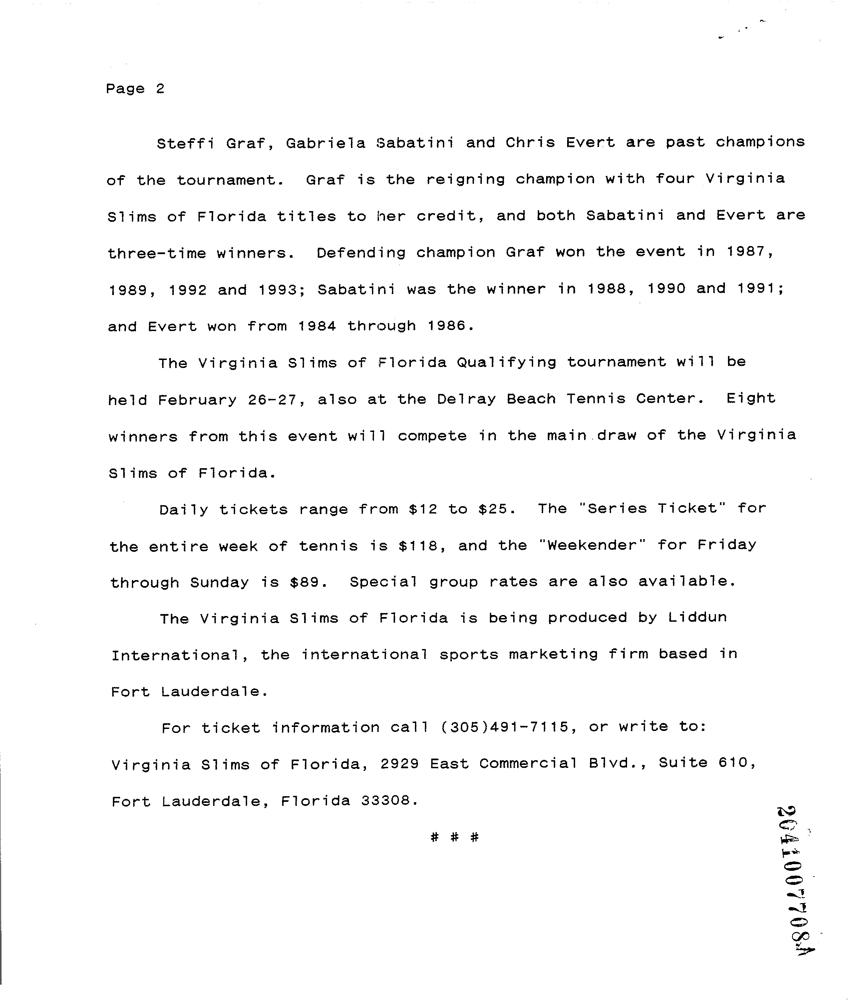 Page 2
Steffi Graf, Gabriela Sabatini and Chris Evert are past champions
of the tournament. Graf is the reigning champion with four Virginia
Slims of Florida titles to her credit, and both Sabatini and Evert are
three-time winners. Defending champion Graf won the event in 1987,
1989, 1992 and 1993; Sabatini was the winner in 1988, 1990 and 1991;
and Evert won from 1984 through 1986.
The Virginia Slims of Florida Qualifying tournament will be
held February 26-27, also at the Delray Beach Tennis Center. Eight
winners from this event will compete in the main draw of the Virginia
Slims of Florida.
Daily tickets range from $12 to $25. The "Series Ticket" for
the entire week of tennis is $118, and the "Weekender" for Friday
through Sunday is $89. Special group rates are also available.
The Virginia Slims of Florida is being produced by Liddun
International, the international sports marketing firm based in
Fort Lauderdale.
For ticket information call (305)491-7115, or write to:
Virginia Slims of Florida, 2929 East Commercial Blvd., Suite 610,
Fort Lauderdale, Florida 33308.
# # #
2041007708A